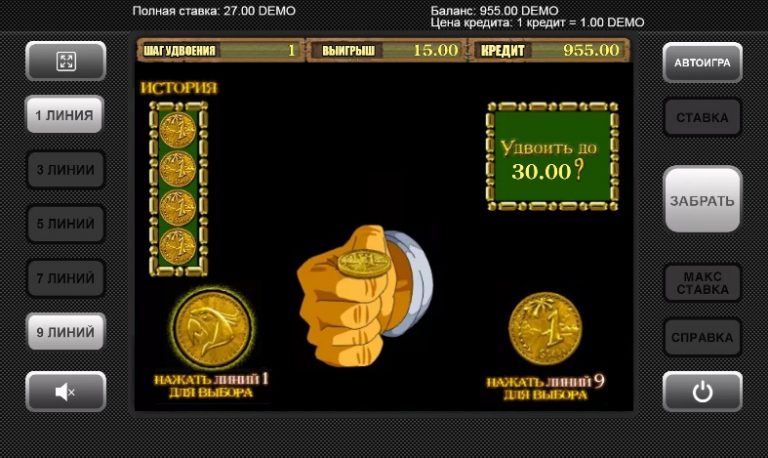 Полная ставка: 27.00 DEMO
Баланс: 955.00 DEMO
Цена кредита: 1 кредит = 1.00 DEMO
ШАГ УДВОЕНИЯ 1 ВЫИГРЫШ 15.00 КРЕДИТ 955.00
АВТОИГРА
ИСТОРИЯ
1 ЛИНИЯ
СТАВКА
Удвоить до
30.00?
3 ЛИНИИ
ЗАБРАТЬ
5 ЛИНИЙ
7 ЛИНИЙ
МАКС
СТАВКА
9 ЛИНИЙ
1
СПРАВКА
НАЖАТЬ ЛИНИЙ 1
ДЛЯ ВЫБОРА
НАЖАТЬ ЛИНИЙ 9
ДЛЯ ВЫБОРА